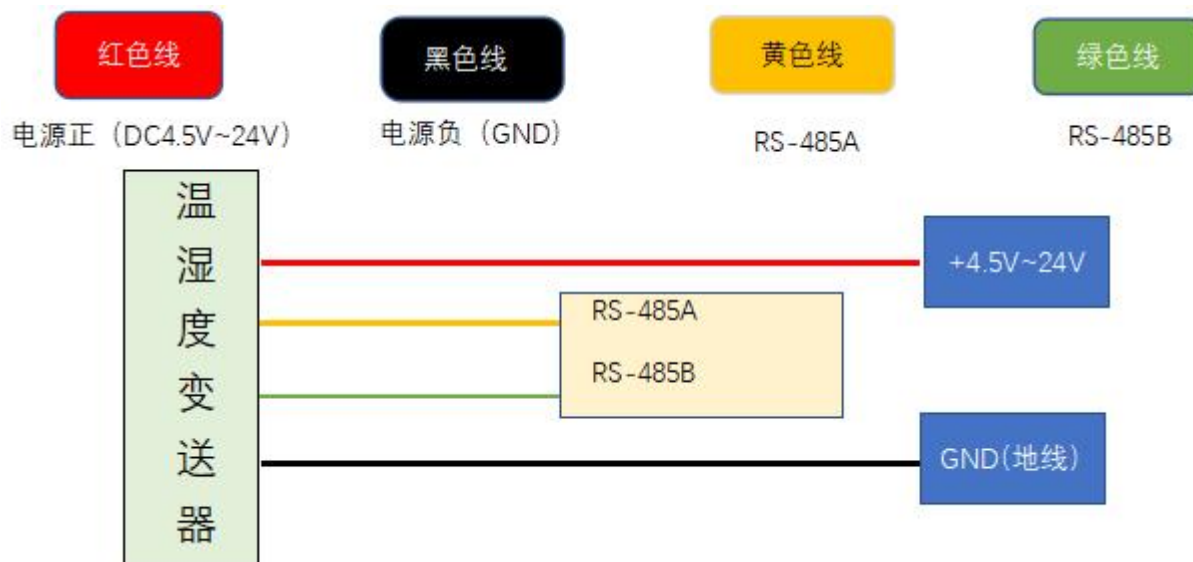 红色线
黑色线
黄色线
绿色线
电源正（DC4.5V~24V）
电源负（GND）
RS-485A
RS-485B
温
湿
度
变
送
器
+4.5V~24V
RS-485A
RS-485B
GND(地线)